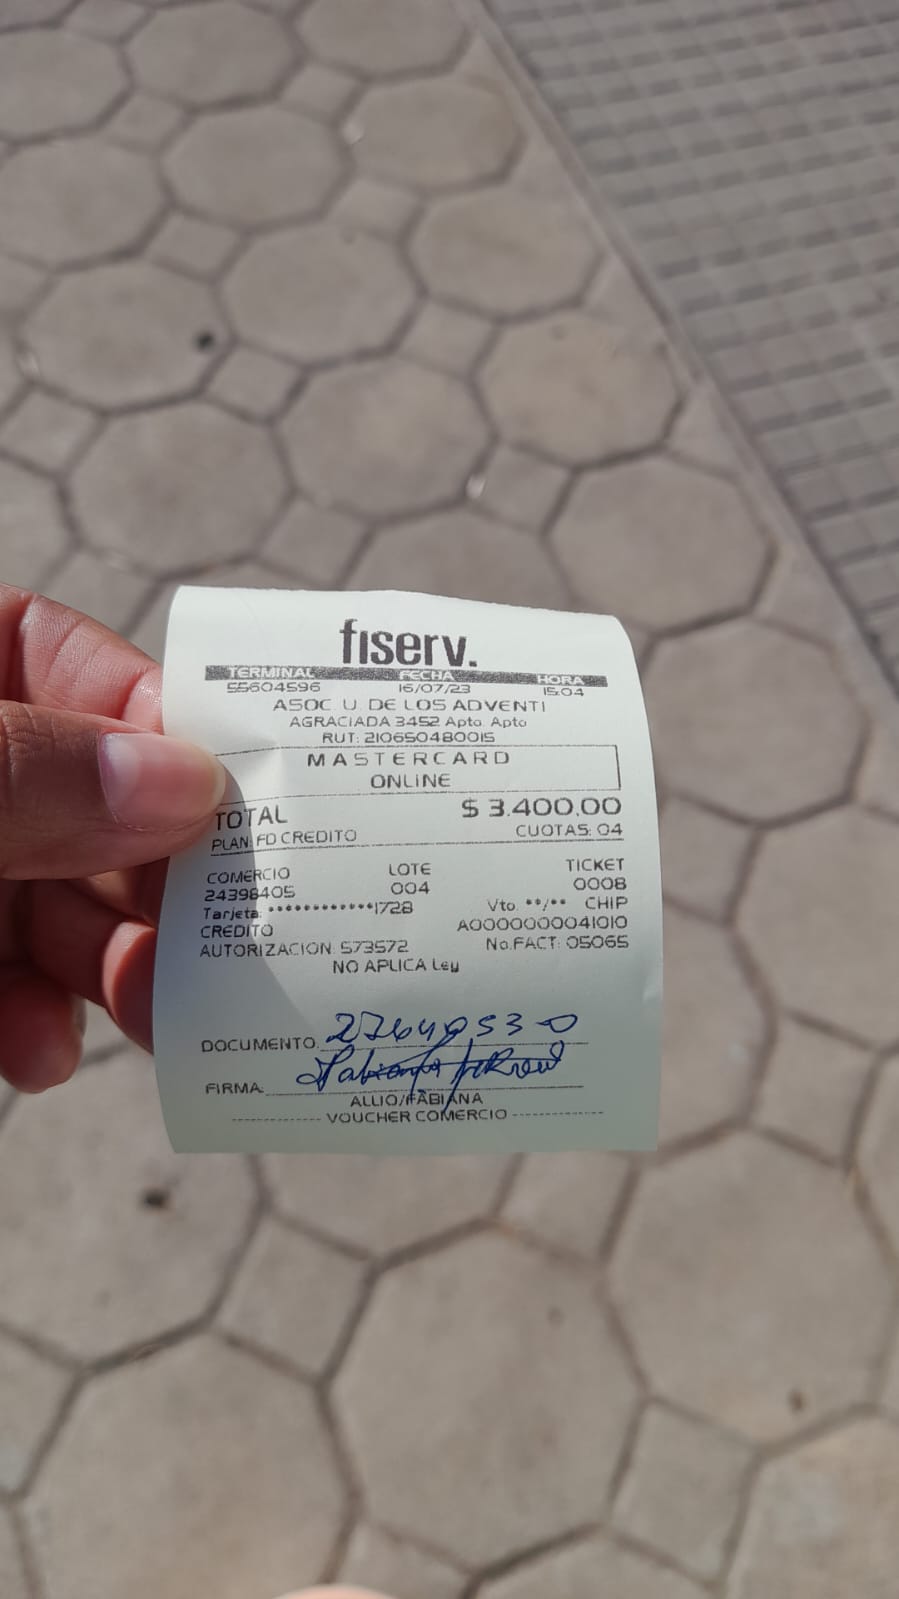 fiserv.
TERMINAL FECHA HORA
55604596 16/07/23 15:04
ASOC U. DE LOS ADVENTI
AGRACIADA 3452 Apto. Apto
RUT: 210650480015
MASTERCARD
ONLINE
TOTAL $ 3.400,00
PLAN: FD CREDITO CUOTAS: 04
COMERCIO LOTE TICKET
24398405 004 0008
Tarjeta: ************1728 Vto **/** CHIP
CREDITO A0000000041010
AUTORIZACION: 573572 No.FACT: 05065
NO APLICA Ley
DOCUMENTO:
FIRMA:
ALLIO/FABIANA
------------ VOUCHER COMERCIO ------------